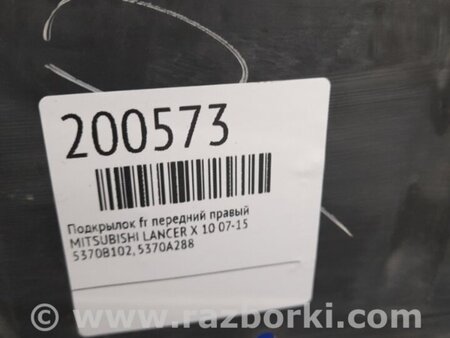 200573
Подкрылок fr передний правый
MITSUBISHI LANCER X 10 07-15
5370B102, 5370A288
© www.razborki.com